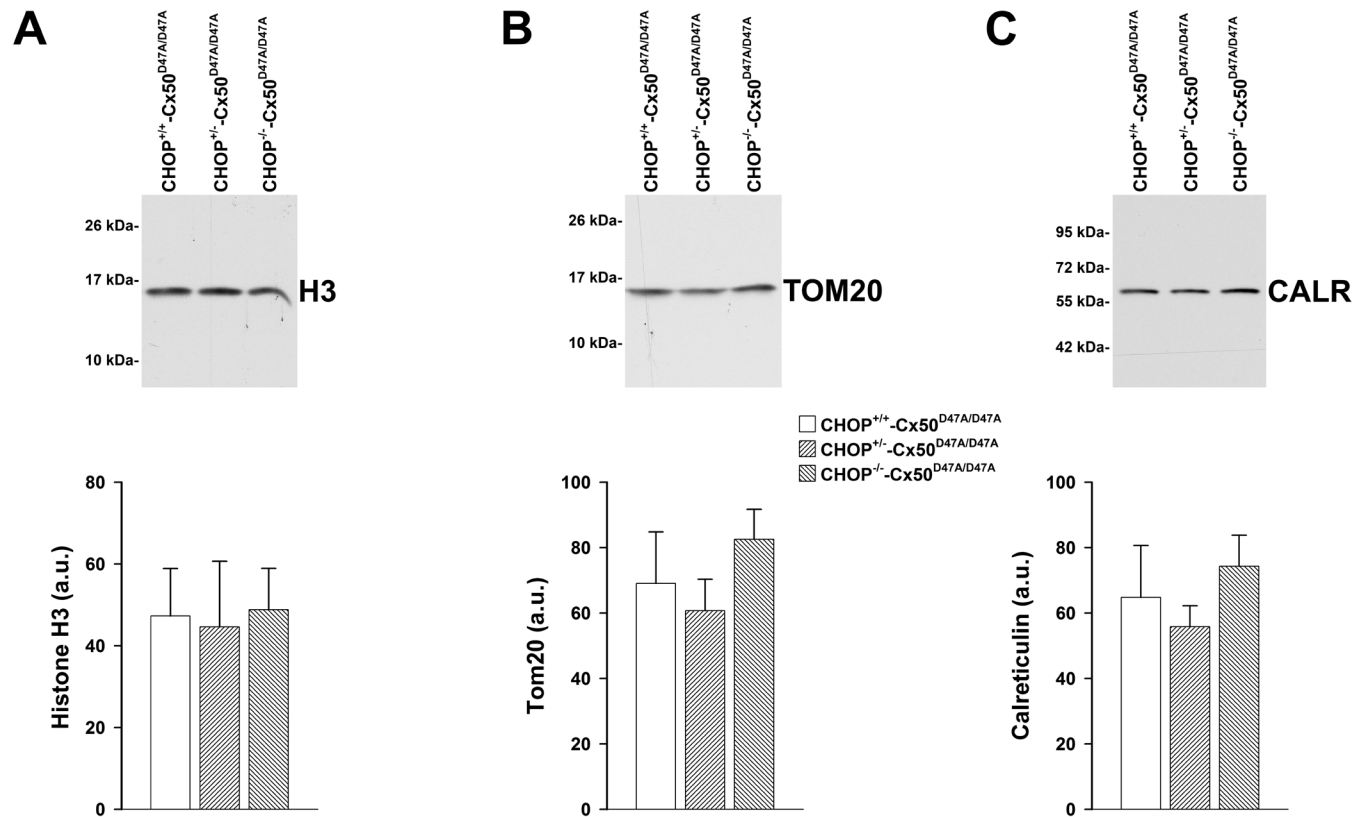 A
CHOP+/+-Cx50D47A/D47A
CHOP+/--Cx50D47A/D47A
CHOP-/--Cx50D47A/D47A
26 kDa-
17 kDa-
10 kDa-
H3
80
60
40
20
0
Histone H3 (a.u.)
B
CHOP+/+-Cx50D47A/D47A
CHOP+/--Cx50D47A/D47A
CHOP-/--Cx50D47A/D47A
26 kDa-
17 kDa-
10 kDa-
TOM20
CHOP+/+-Cx50D47A/D47A
CHOP+/--Cx50D47A/D47A
CHOP-/--Cx50D47A/D47A
100
80
60
40
20
0
Tom20 (a.u.)
C
CHOP+/+-Cx50D47A/D47A
CHOP+/--Cx50D47A/D47A
CHOP-/--Cx50D47A/D47A
95 kDa-
72 kDa-
55 kDa-
42 kDa-
CALR
100
80
60
40
20
0
Calreticulin (a.u.)